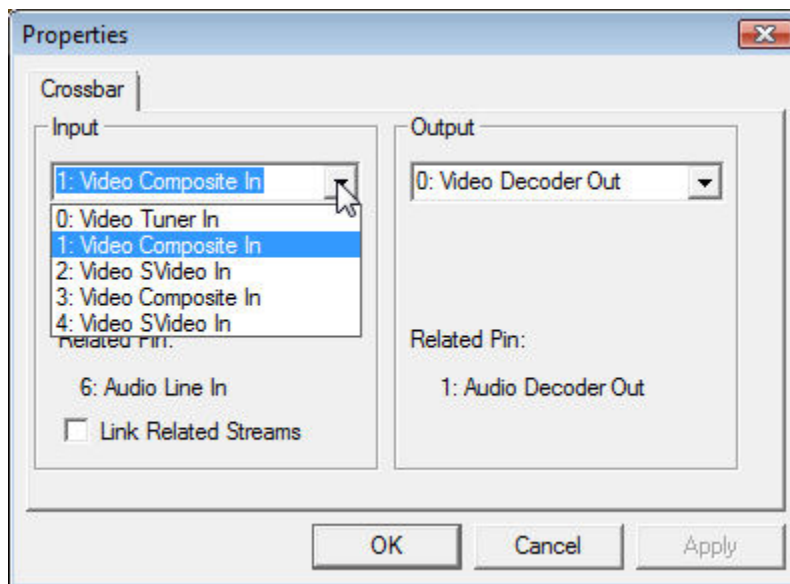 Properties
Crossbar
Input
Output
1: Video Composite In
0: Video Decoder Out
0: Video Tuner In
1: Video Composite In
2: Video SVideo In
3: Video Composite In
4: Video SVideo In
Related Pin:
Related Pin:
6: Audio Line In
1: Audio Decoder Out
Link Related Streams
OK
Cancel
Apply